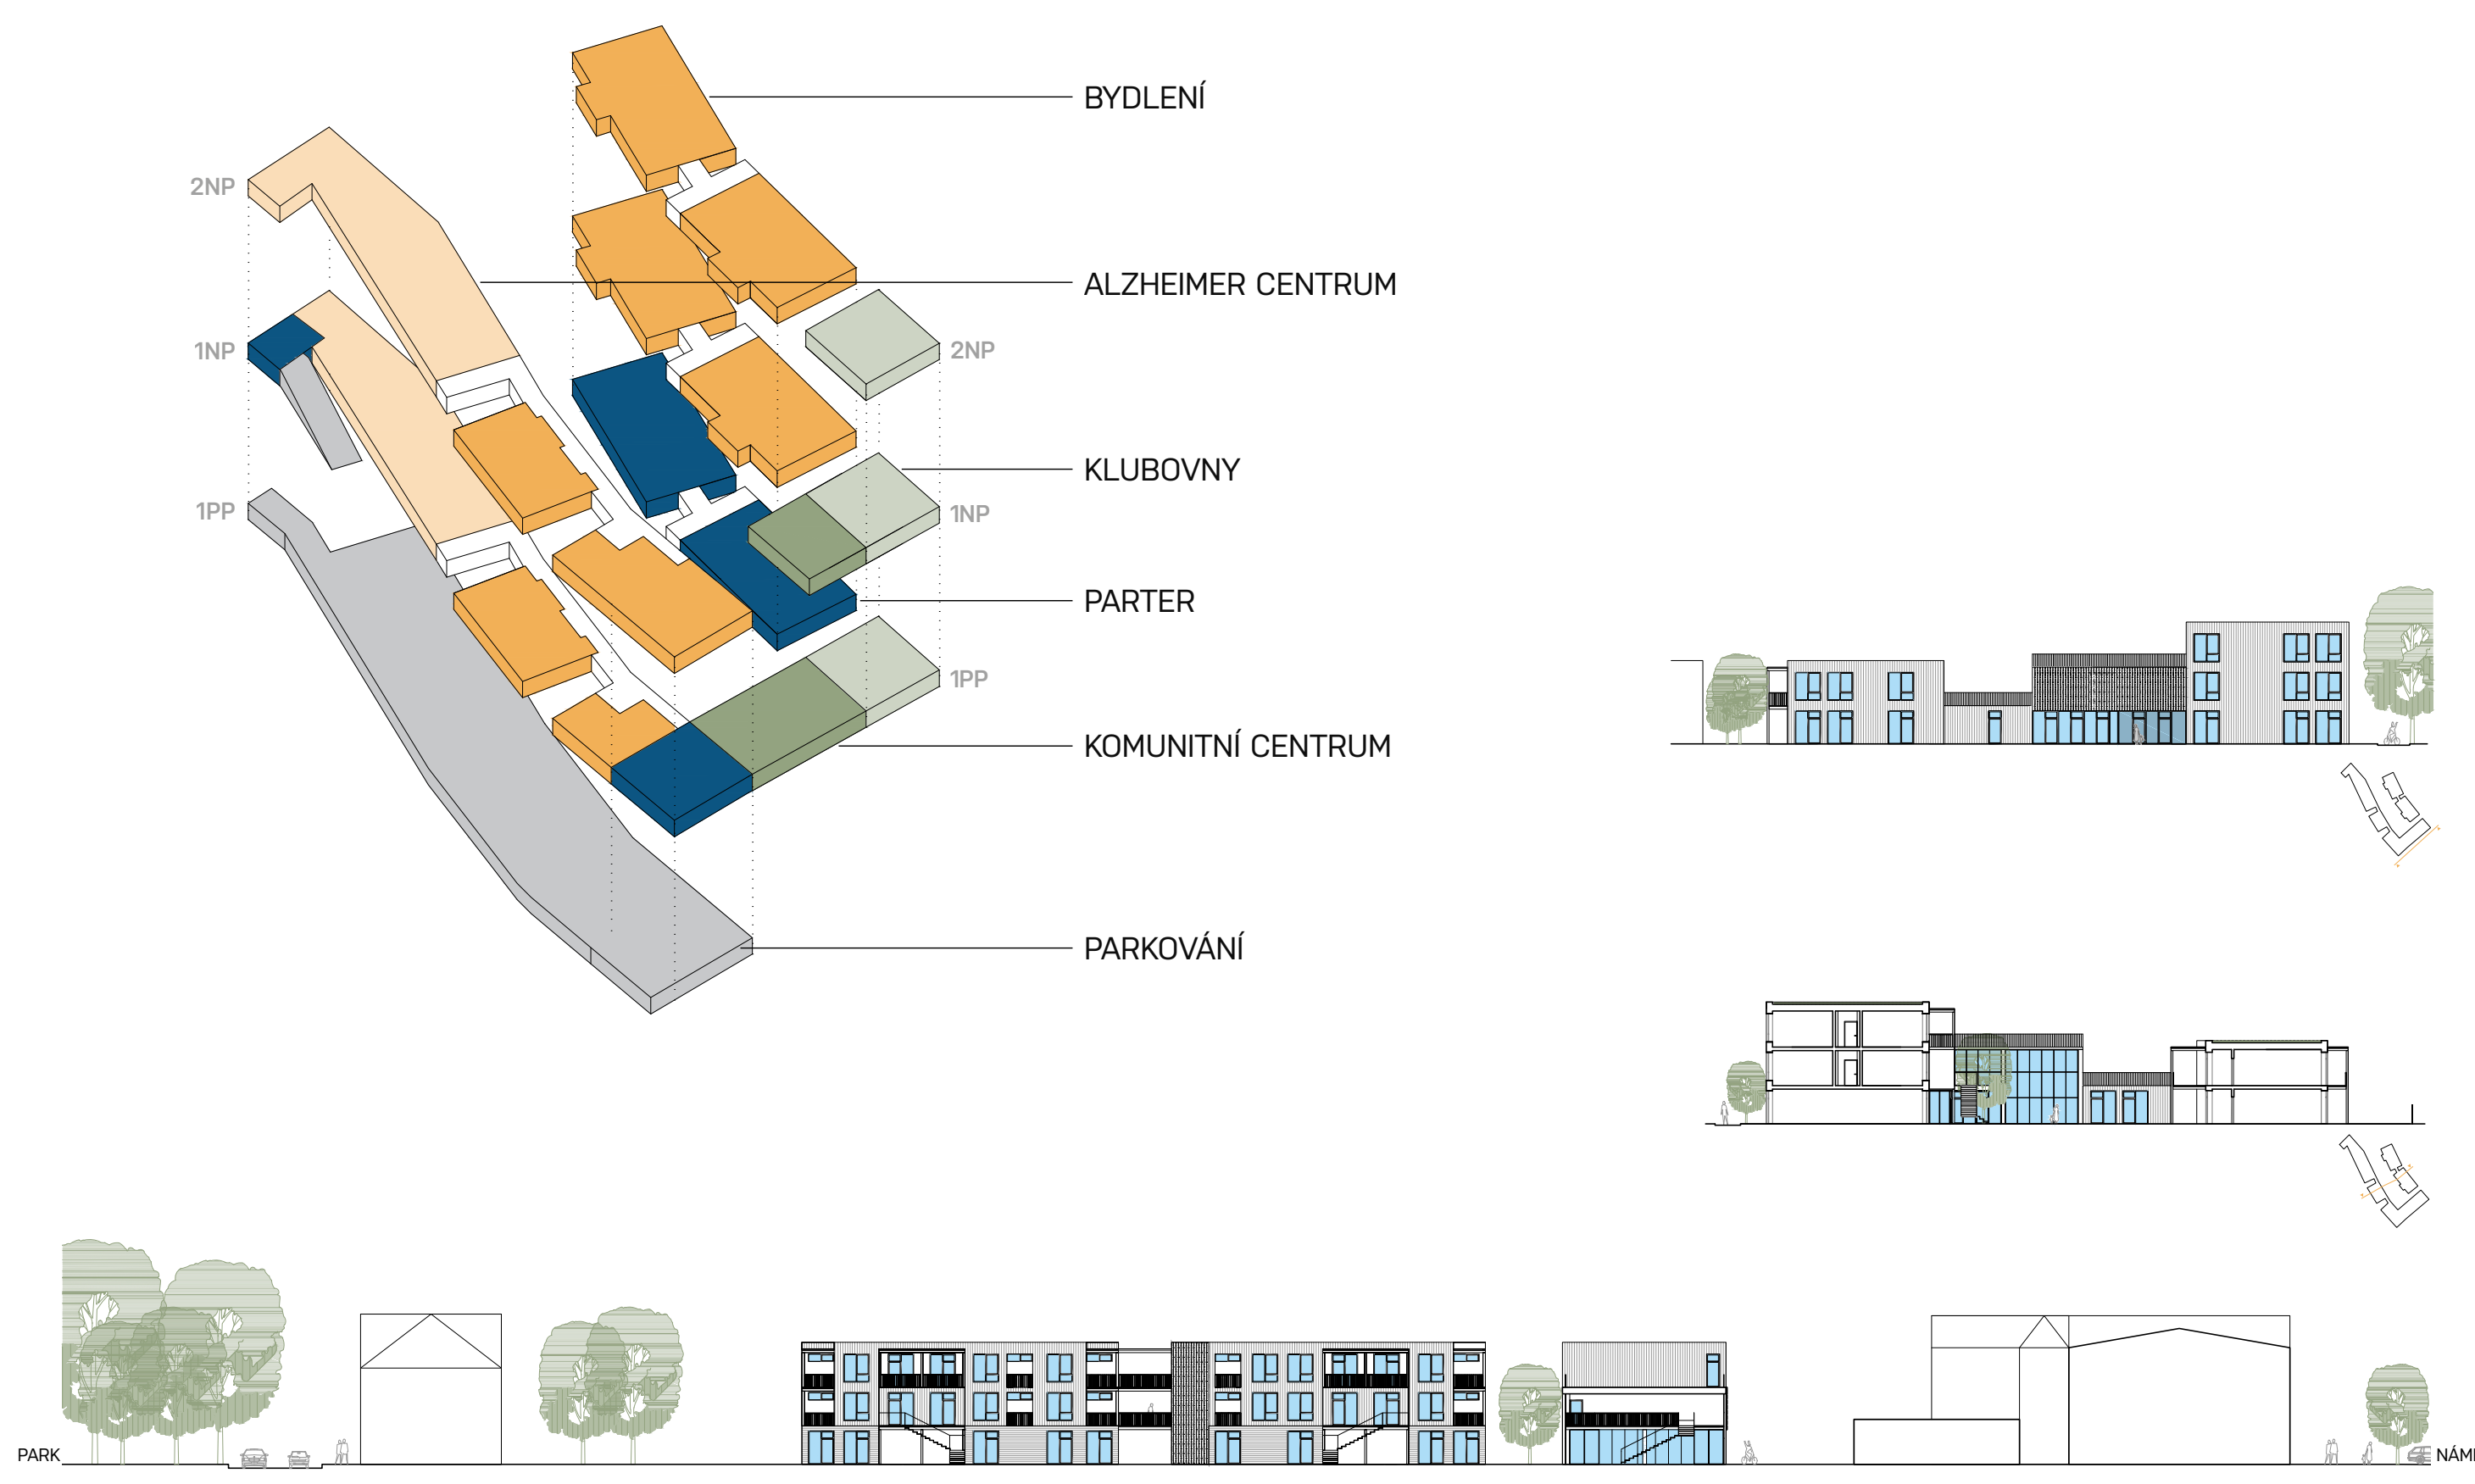 BYDLENÍ
2NP
ALZHEIMER CENTRUM
1NP
2NP
KLUBOVNY
1PP
1NP
PARTER
1PP
KOMUNITNÍ CENTRUM
PARKOVÁNÍ
PARK